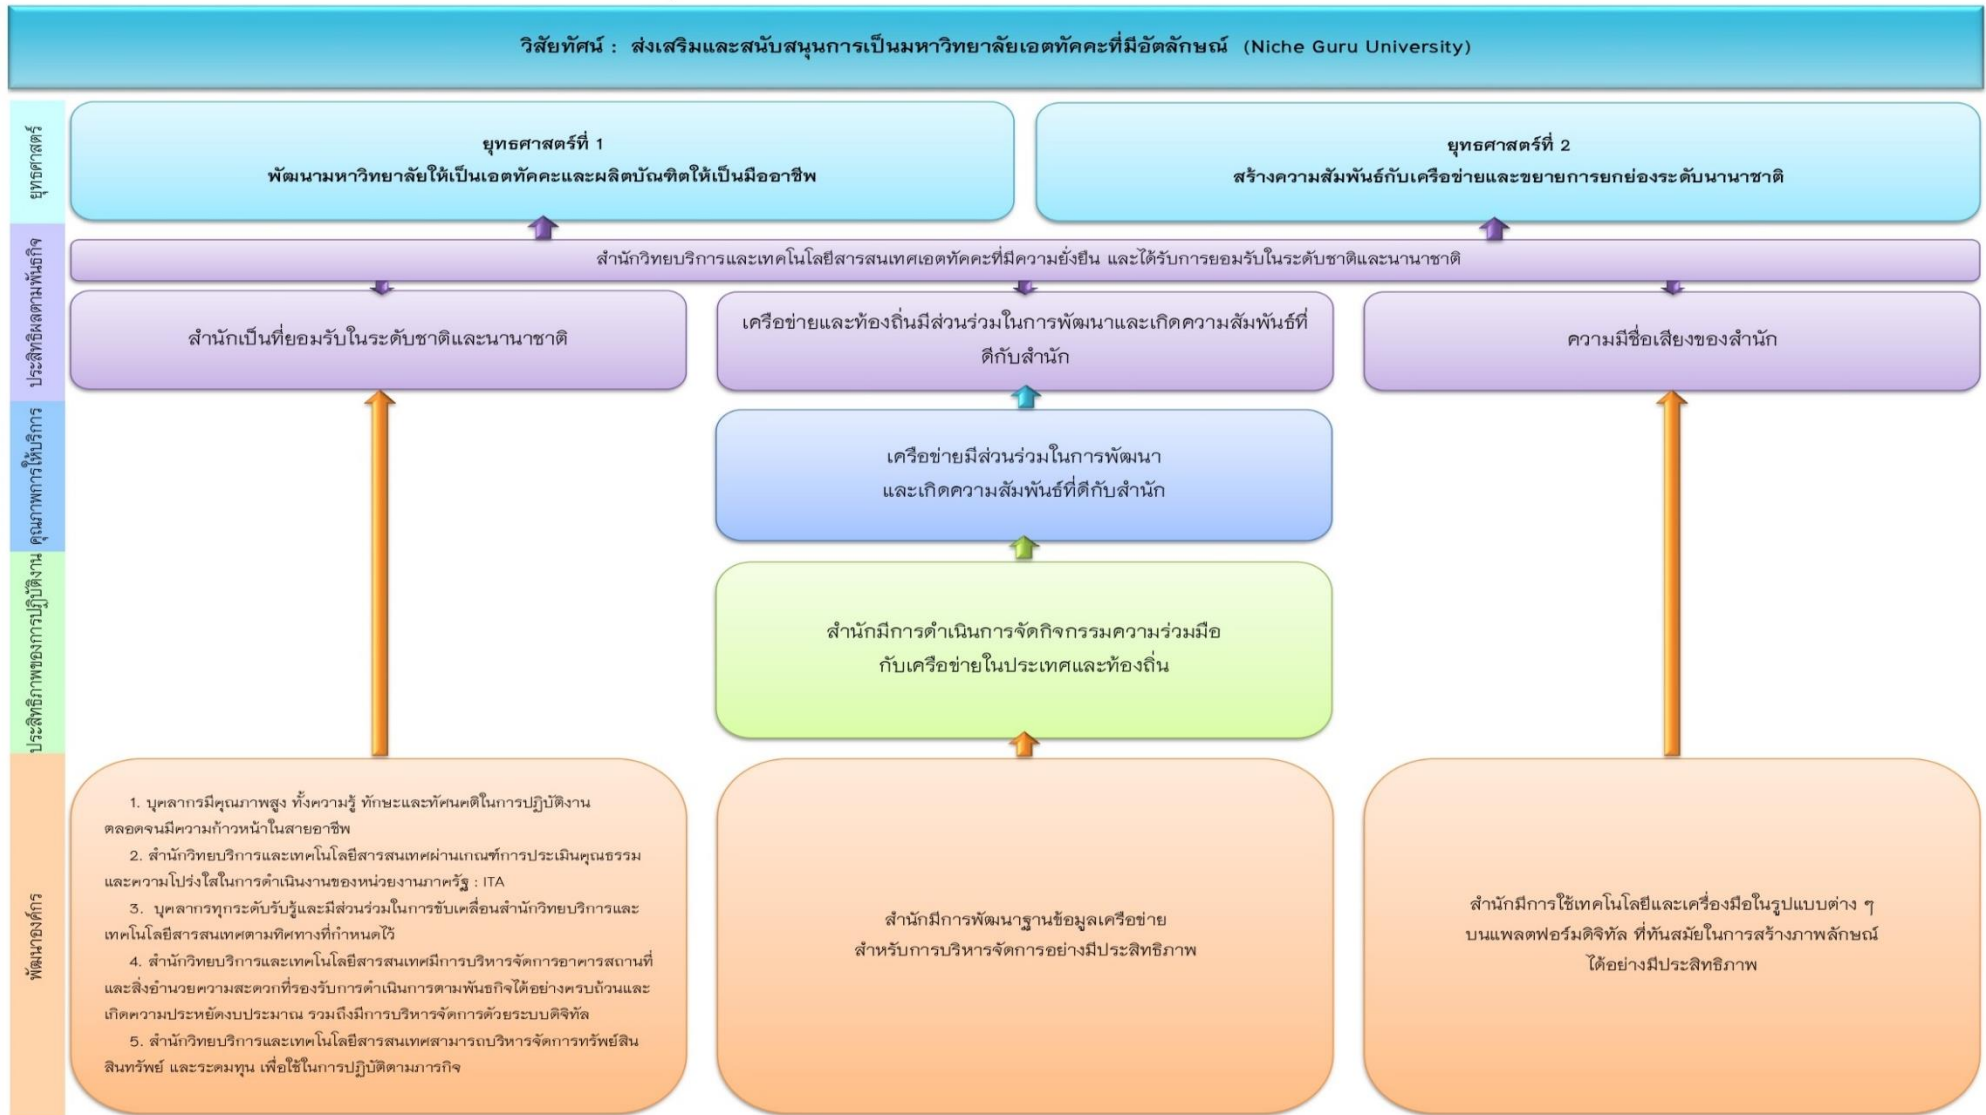 วิสัยทัศน์ : ส่งเสริมและสนับสนุนการเป็นมหาวิทยาลัยเอตทัคคะที่มีอัตลักษณ์ (Niche Guru University)
ยุทธศาสตร์
ยุทธศาสตร์ที่ 1
พัฒนามหาวิทยาลัยให้เป็นเอตทัคคะและผลิตบัณฑิตให้เป็นมืออาชีพ
ยุทธศาสตร์ที่ 2
สร้างความสัมพันธ์กับเครือข่ายและขยายการยกย่องระดับนานาชาติ
ประสิทธิผลตามพันธกิจ
สำนักวิทยบริการและเทคโนโลยีสารสนเทศเอตทัคคะที่มีความยั่งยืน และได้รับการยอมรับในระดับชาติและนานาชาติ
สำนักเป็นที่ยอมรับในระดับชาติและนานาชาติ
เครือข่ายและท้องถิ่นมีส่วนร่วมในการพัฒนาและเกิดความสัมพันธ์ที่
ดีกับสำนัก
ความมีชื่อเสียงของสำนัก
คุณภาพการให้บริการ
เครือข่ายมีส่วนร่วมในการพัฒนา
และเกิดความสัมพันธ์ที่ดีกับสำนัก
ประสิทธิภาพของการปฏิบัติงาน
สำนักมีการดำเนินการจัดกิจกรรมความร่วมมือ
กับเครือข่ายในประเทศและท้องถิ่น
พัฒนาองค์กร
1. บุคลากรมีคุณภาพสูง ทั้งความรู้ ทักษะและทัศนคติในการปฏิบัติงาน
ตลอดจนมีความก้าวหน้าในสายอาชีพ
2. สำนักวิทยบริการและเทคโนโลยีสารสนเทศผ่านเกณฑ์การประเมินคุณธรรม
และความโปร่งใสในการดำเนินงานของหน่วยงานภาครัฐ : ITA
3. บุคลากรทุกระดับรับรู้และมีส่วนร่วมในการขับเคลื่อนสำนักวิทยบริการและ
เทคโนโลยีสารสนเทศตามทิศทางที่กำหนดไว้
4. สำนักวิทยบริการและเทคโนโลยีสารสนเทศมีการบริหารจัดการอาคารสถานที่
และสิ่งอำนวยความสะดวกที่รองรับการดำเนินการตามพันธกิจได้อย่างครบถ้วนและ
เกิดความประหยัดงบประมาณ รวมถึงมีการบริหารจัดการด้วยระบบดิจิทัล
5. สำนักวิทยบริการและเทคโนโลยีสารสนเทศสามารถบริหารจัดการทรัพย์สิน
สินทรัพย์ และระดมทุน เพื่อใช้ในการปฏิบัติตามภารกิจ
สำนักมีการพัฒนาฐานข้อมูลเครือข่าย
สำหรับการบริหารจัดการอย่างมีประสิทธิภาพ
สำนักมีการใช้เทคโนโลยีและเครื่องมือในรูปแบบต่าง ๆ
บนแพลตฟอร์มดิจิทัล ที่ทันสมัยในการสร้างภาพลักษณ์
ได้อย่างมีประสิทธิภาพ